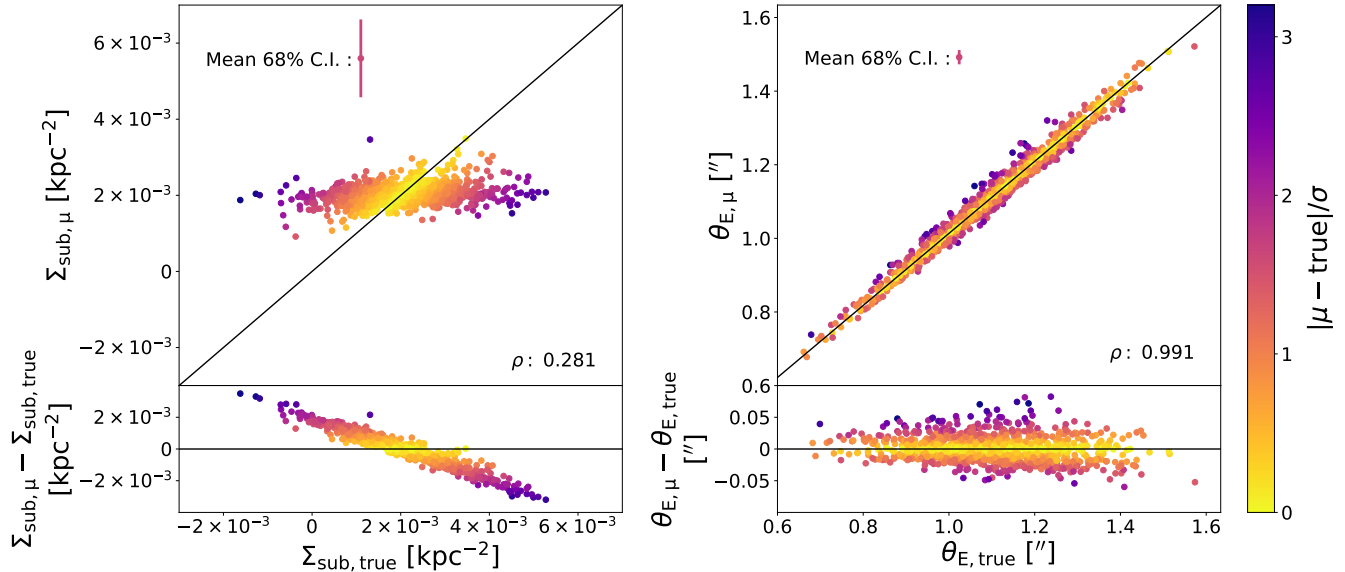 6 × 10⁻³
4 × 10⁻³
2 × 10⁻³
0
−2 × 10⁻³
Σsub, μ [kpc⁻²]
Mean 68% C.I. :
ρ : 0.281
2 × 10⁻³
0
−2 × 10⁻³
Σsub, μ − Σsub, true
[kpc⁻²]
−2 × 10⁻³ 0 2 × 10⁻³ 4 × 10⁻³ 6 × 10⁻³
Σsub, true [kpc⁻²]
1.6
1.4
1.2
1.0
0.8
0.6
θE, μ [″]
Mean 68% C.I. :
ρ : 0.991
0.05
0.00
−0.05
θE, μ − θE, true
[″]
0.6 0.8 1.0 1.2 1.4 1.6
θE, true [″]
3
2
1
0
|μ − true|/σ